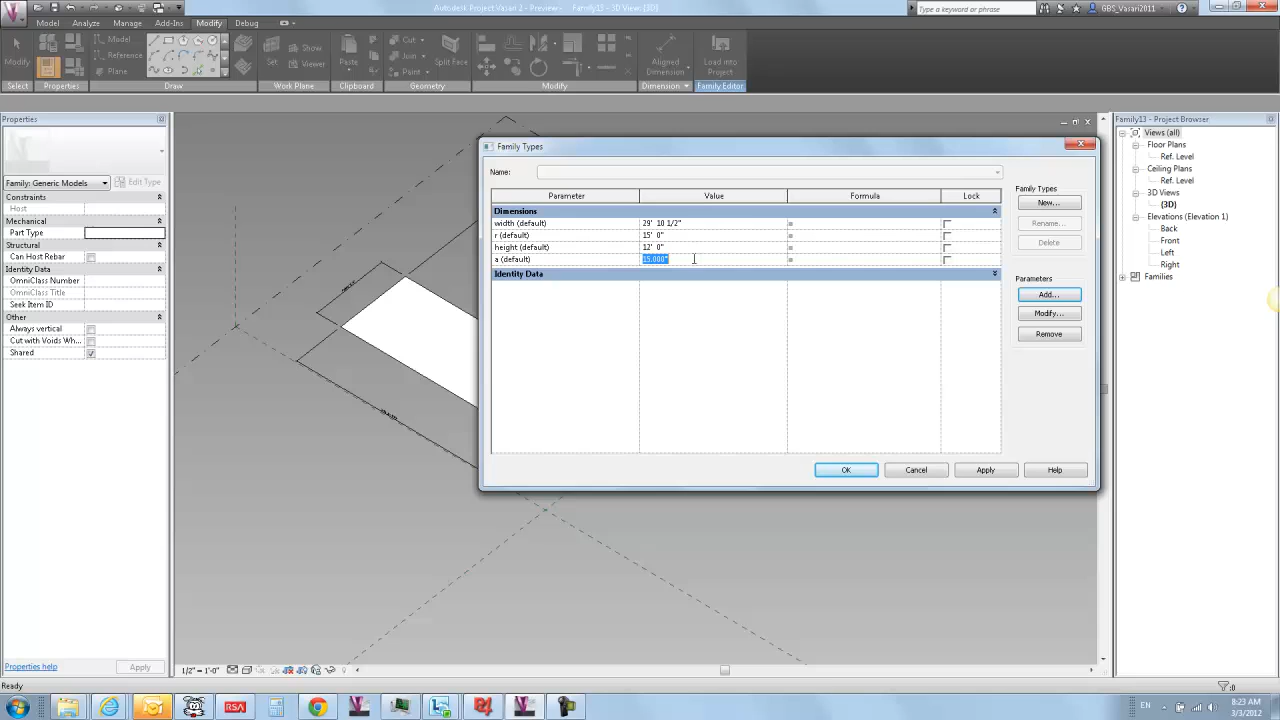 Autodesk Project Vasari 2 - Preview- Family13 - 3D View: {3D}
Type a keyword or phrase
GBS_Vasari2011
Model Analyze Manage Add-Ins Modify Debug
Modify
Model
Reference
Plane
Set
Show
Viewer
Paste
Cut
Join
Point
Split Face
Aligned
Dimension
Load into
Project
Select Properties Draw Work Plane Clipboard Geometry Modify Dimension Family Editor
Properties
Family: Generic Models
Edit Type
Constraints
Host
Mechanical
Part Type
Structural
Can Host Rebar
Identity Data
OmniClass Number
OmniClass Title
Seek Item ID
Other
Always vertical
Cut with Voids Wh...
Shared
Properties help
Apply
Family Types
Name:
Parameter Value Formula Lock
Dimensions
width (default) 29' 10 1/2" =
r (default) 15' 0" =
height (default) 12' 0" =
a (default) 15.000° =
Identity Data
Family Types
New...
Rename...
Delete
Parameters
Add...
Modify...
Remove
OK Cancel Apply Help
Family13 - Project Browser
Views (all)
Floor Plans
Ref. Level
Ceiling Plans
Ref. Level
3D Views
{3D}
Elevations (Elevation 1)
Back
Front
Left
Right
Families
1/2" = 1'-0"
Ready
:0
RSA
EN
8:23 AM
3/3/2012